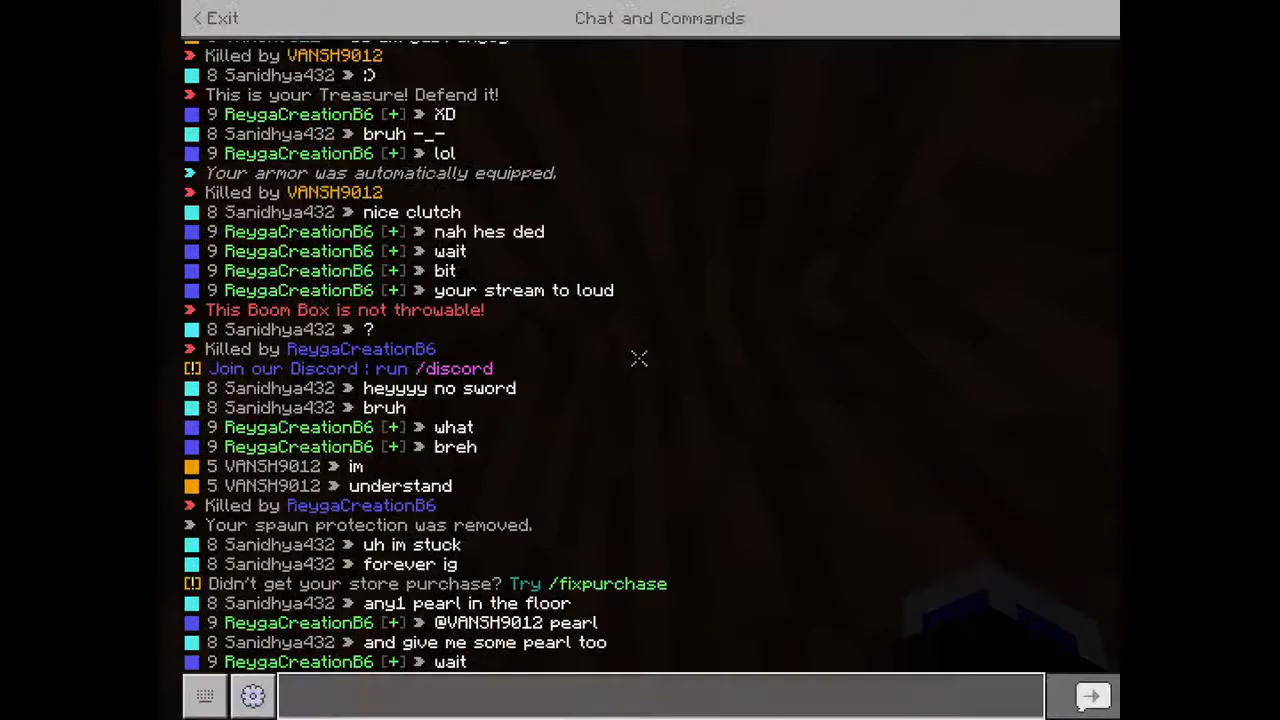 < Exit
Chat and Commands
Killed by VANSH9012
8 Sanidhya432 » :D
This is your Treasure! Defend it!
9 ReygaCreationB6 [+] » XD
8 Sanidhya432 » bruh -_-
9 ReygaCreationB6 [+] » lol
Your armor was automatically equipped.
Killed by VANSH9012
8 Sanidhya432 » nice clutch
9 ReygaCreationB6 [+] » nah hes ded
9 ReygaCreationB6 [+] » wait
9 ReygaCreationB6 [+] » bit
9 ReygaCreationB6 [+] » your stream to loud
This Boom Box is not throwable!
8 Sanidhya432 » ?
Killed by ReygaCreationB6
[!] Join our Discord : run /discord
8 Sanidhya432 » heyyyy no sword
8 Sanidhya432 » bruh
9 ReygaCreationB6 [+] » what
9 ReygaCreationB6 [+] » breh
5 VANSH9012 » im
5 VANSH9012 » understand
Killed by ReygaCreationB6
» Your spawn protection was removed.
8 Sanidhya432 » uh im stuck
8 Sanidhya432 » forever ig
[!] Didn't get your store purchase? Try /fixpurchase
8 Sanidhya432 » any1 pearl in the floor
9 ReygaCreationB6 [+] » @VANSH9012 pearl
8 Sanidhya432 » and give me some pearl too
9 ReygaCreationB6 [+] » wait